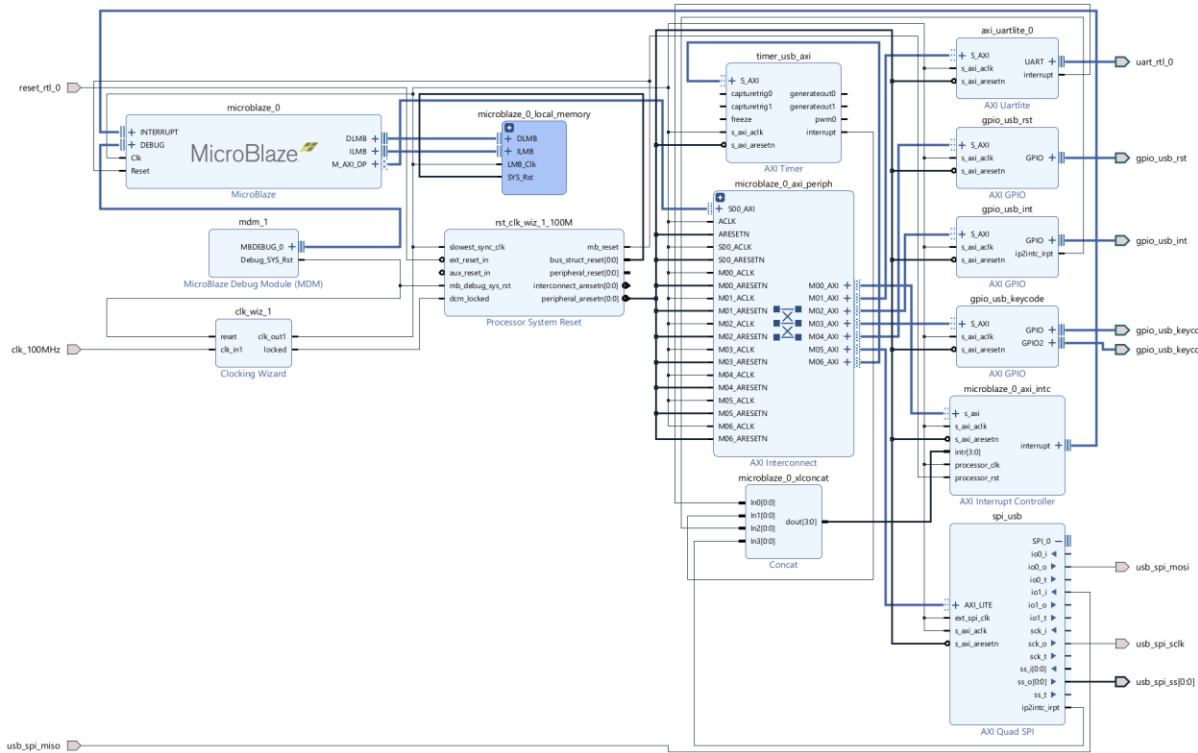 reset_rtl_0
clk_100MHz
usb_spi_miso
microblaze_0
INTERRUPT
DEBUG
Clk
Reset
MicroBlaze
DLMB
ILMB
M_AXI_DP
MicroBlaze
microblaze_0_local_memory
DLMB
ILMB
LMB_Clk
SYS_Rst
mdm_1
MBDEBUG_0
Debug_SYS_Rst
MicroBlaze Debug Module (MDM)
clk_wiz_1
reset
clk_in1
clk_out1
locked
Clocking Wizard
rst_clk_wiz_1_100M
slowest_sync_clk
ext_reset_in
aux_reset_in
mb_debug_sys_rst
dcm_locked
mb_reset
bus_struct_reset[0:0]
peripheral_reset[0:0]
interconnect_aresetn[0:0]
peripheral_aresetn[0:0]
Processor System Reset
timer_usb_axi
S_AXI
capturetrig0
capturetrig1
freeze
s_axi_aclk
s_axi_aresetn
generateout0
generateout1
pwm0
interrupt
AXI Timer
microblaze_0_axi_periph
S00_AXI
ACLK
ARESETN
S00_ACLK
S00_ARESETN
M00_ACLK
M00_ARESETN
M01_ACLK
M01_ARESETN
M02_ACLK
M02_ARESETN
M03_ACLK
M03_ARESETN
M04_ACLK
M04_ARESETN
M05_ACLK
M05_ARESETN
M06_ACLK
M06_ARESETN
M00_AXI
M01_AXI
M02_AXI
M03_AXI
M04_AXI
M05_AXI
M06_AXI
AXI Interconnect
microblaze_0_xlconcat
In0[0:0]
In1[0:0]
In2[0:0]
In3[0:0]
dout[3:0]
Concat
axi_uartlite_0
S_AXI
s_axi_aclk
s_axi_aresetn
UART
interrupt
AXI Uartlite
uart_rtl_0
gpio_usb_rst
S_AXI
s_axi_aclk
s_axi_aresetn
GPIO
AXI GPIO
gpio_usb_rst
gpio_usb_int
S_AXI
s_axi_aclk
s_axi_aresetn
GPIO
ip2intc_irpt
AXI GPIO
gpio_usb_int
gpio_usb_keycode
S_AXI
s_axi_aclk
s_axi_aresetn
GPIO
GPIO2
AXI GPIO
gpio_usb_keyco
gpio_usb_keyco
microblaze_0_axi_intc
s_axi
s_axi_aclk
s_axi_aresetn
intr[3:0]
processor_clk
processor_rst
interrupt
AXI Interrupt Controller
spi_usb
AXI_LITE
ext_spi_clk
s_axi_aclk
s_axi_aresetn
SPI_0
io0_i
io0_o
io0_t
io1_i
io1_o
io1_t
sck_i
sck_o
sck_t
ss_i[0:0]
ss_o[0:0]
ss_t
ip2intc_irpt
AXI Quad SPI
usb_spi_mosi
usb_spi_sclk
usb_spi_ss[0:0]